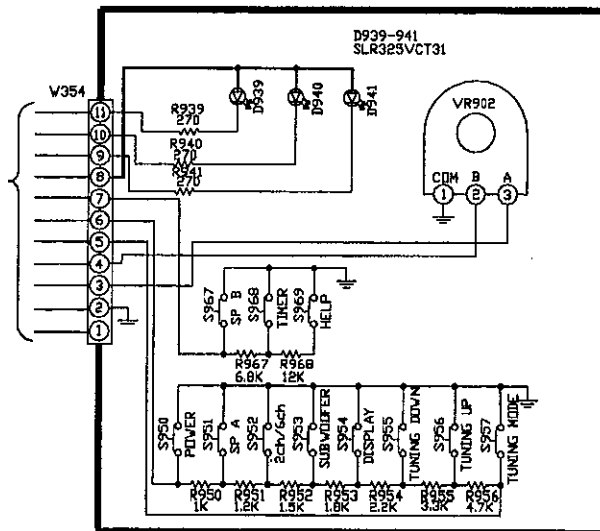 D939-941
SLR325VCT31
W354
11
10
9
8
7
6
5
4
3
2
1
R939
270
R940
270
R941
270
D939
D940
D941
VR902
COM
B
A
1
2
3
S967
SP B
S968
TIMER
S969
HELP
R967
6.8K
R968
12K
S950
POWER
S951
SP A
S952
2ch/6ch
S953
SUBWOOFER
S954
DISPLAY
S955
TUNING DOWN
S956
TUNING UP
S957
TUNING MODE
R950
1K
R951
1.2K
R952
1.5K
R953
1.8K
R954
2.2K
R955
3.3K
R956
4.7K